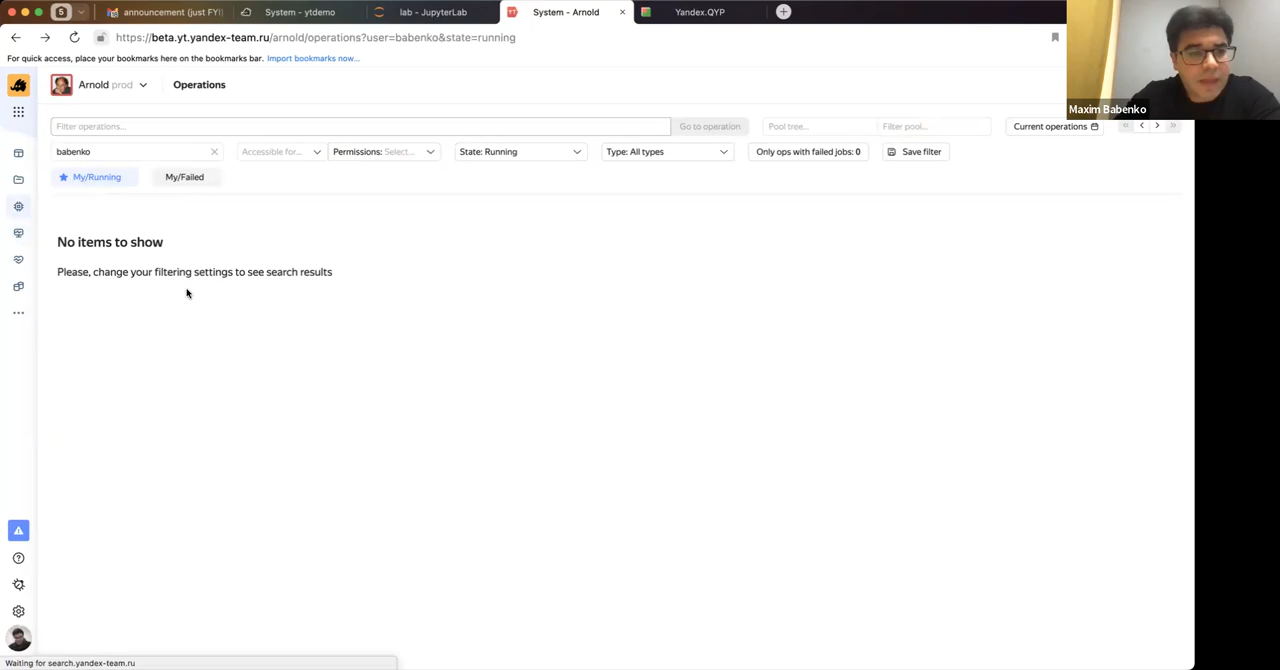 5
announcement (just FYI
System - ytdemo
lab - JupyterLab
System - Arnold
Yandex.QYP
https://beta.yt.yandex-team.ru/arnold/operations?user=babenko&state=running
For quick access, place your bookmarks here on the bookmarks bar. Import bookmarks now...
Arnold prod
Operations
Maxim Babenko
Filter operations...
Go to operation
Pool tree...
Filter pool...
Current operations
babenko
Accessible for...
Permissions: Select...
State: Running
Type: All types
Only ops with failed jobs: 0
Save filter
My/Running
My/Failed
No items to show
Please, change your filtering settings to see search results
Waiting for search.yandex-team.ru